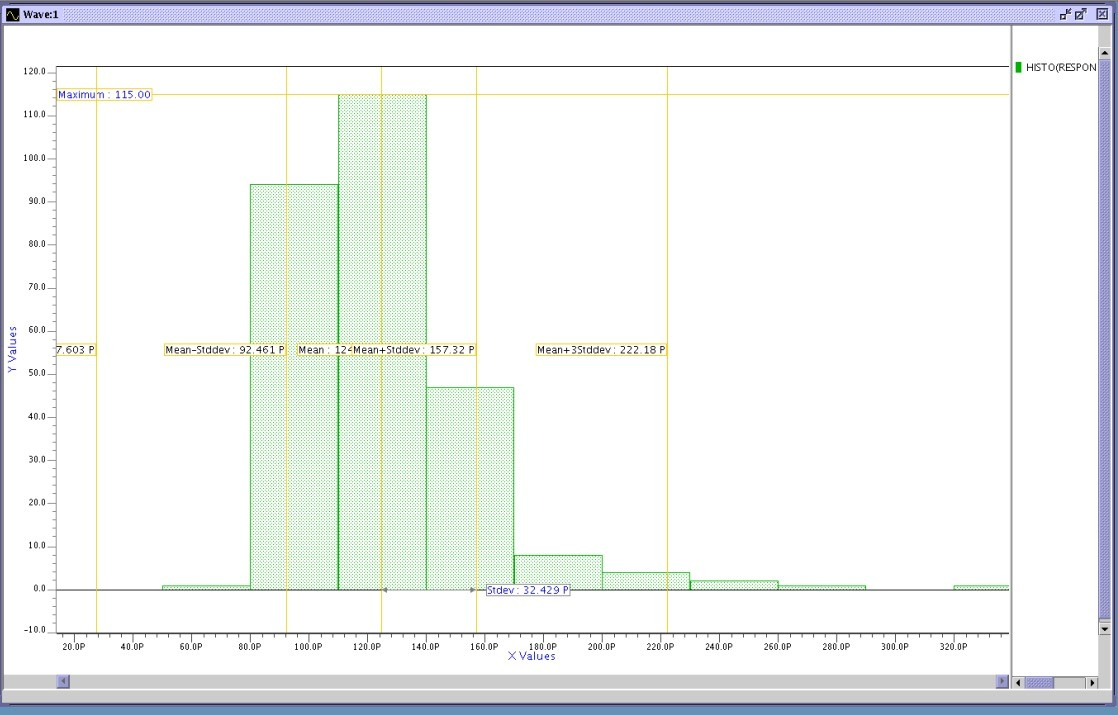 Wave:1
HISTO(RESPON
120.0
Maximum : 115.00
110.0
100.0
90.0
80.0
70.0
60.0
7.603 P
Mean-Stddev : 92.461 P
Mean : 124
Mean+Stddev : 157.32 P
Mean+3Stddev : 222.18 P
Y Values
50.0
40.0
30.0
20.0
10.0
0.0
Stdev : 32.429 P
-10.0
20.0P 40.0P 60.0P 80.0P 100.0P 120.0P 140.0P 160.0P 180.0P 200.0P 220.0P 240.0P 260.0P 280.0P 300.0P 320.0P
X Values